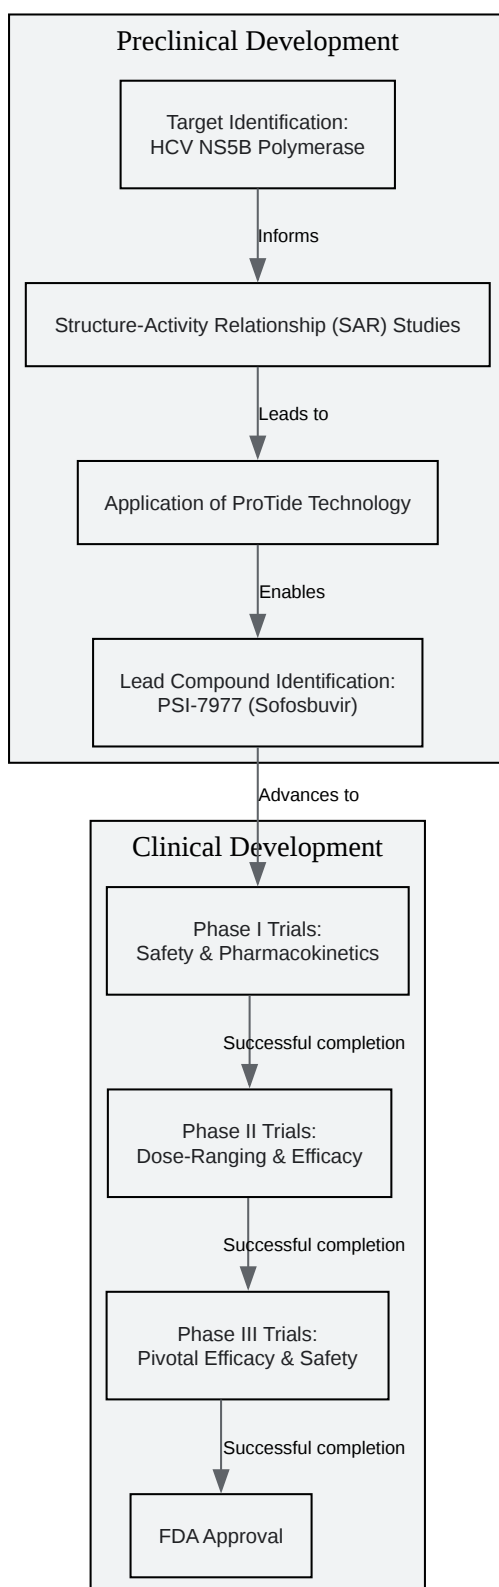 Preclinical Development
Target Identification:
HCV NS5B Polymerase
Informs
Structure-Activity Relationship (SAR) Studies
Leads to
Application of ProTide Technology
Enables
Lead Compound Identification:
PSI-7977 (Sofosbuvir)
Advances to
Clinical Development
Phase I Trials:
Safety & Pharmacokinetics
Successful completion
Phase II Trials:
Dose-Ranging & Efficacy
Successful completion
Phase III Trials:
Pivotal Efficacy & Safety
Successful completion
FDA Approval